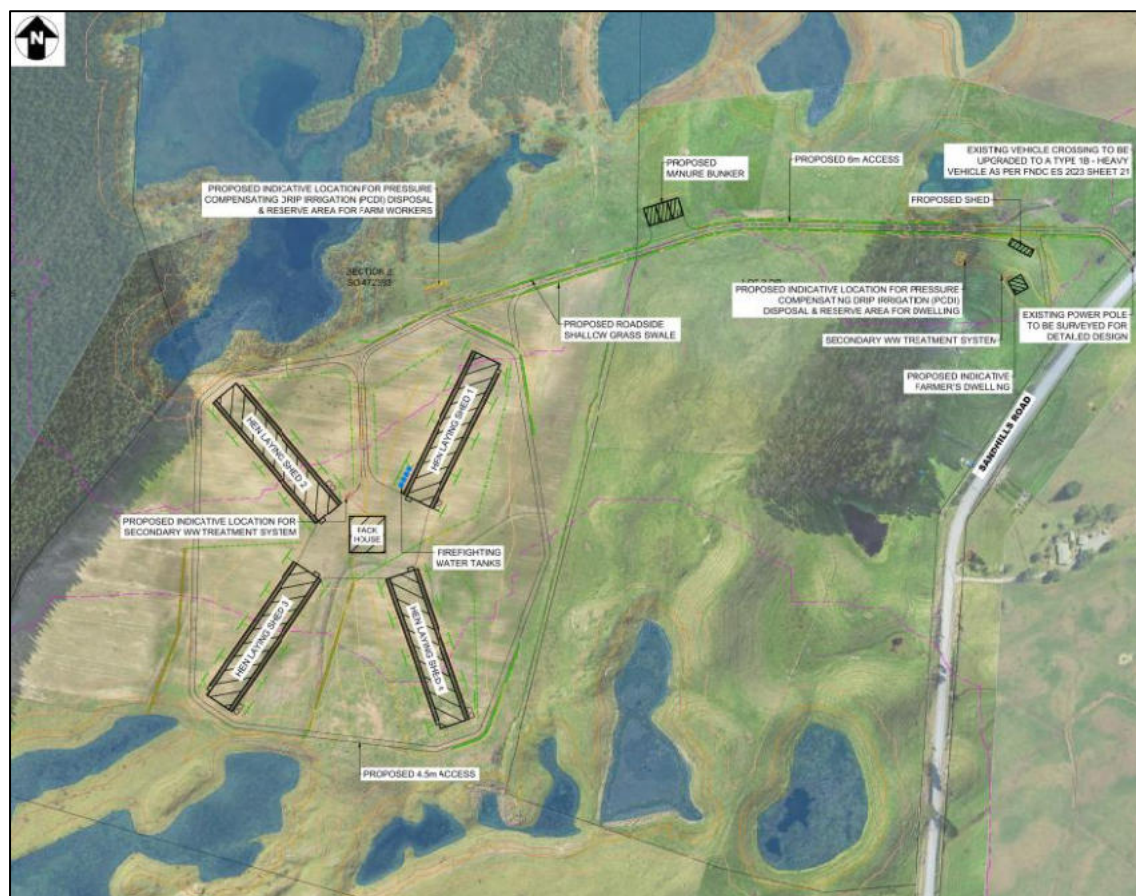 N
PROPOSED
MANURE BUNKER
PROPOSED 6m ACCESS
EXISTING VEHICLE CROSSING TO BE
UPGRADED TO A TYPE 1B - HEAVY
VEHICLE AS PER FNDC ES 2023 SHEET 21
PROPOSED INDICATIVE LOCATION FOR PRESSURE
COMPENSATING DRIP IRRIGATION (PCDI) DISPOSAL
& RESERVE AREA FOR FARM WORKERS
PROPOSED SHED
SECTION
PROPOSED INDICATIVE LOCATION FOR PRESSURE
COMPENSATING DRIP IRRIGATION (PCDI)
DISPOSAL & RESERVE AREA FOR DWELLING
PROPOSED ROADSIDE
SHALLOW GRASS SWALE
EXISTING POWER POLE
TO BE SURVEYED FOR
DETAILED DESIGN
SECONDARY WW TREATMENT SYSTEM
PROPOSED INDICATIVE
FARMER'S DWELLING
SANDHILLS ROAD
HEN LAYING SHED 1
HEN LAYING SHED 2
PROPOSED INDICATIVE LOCATION FOR
SECONDARY WW TREATMENT SYSTEM
PACK
HOUSE
FIREFIGHTING
WATER TANKS
HEN LAYING SHED 3
HEN LAYING SHED 4
PROPOSED 4.5m ACCESS